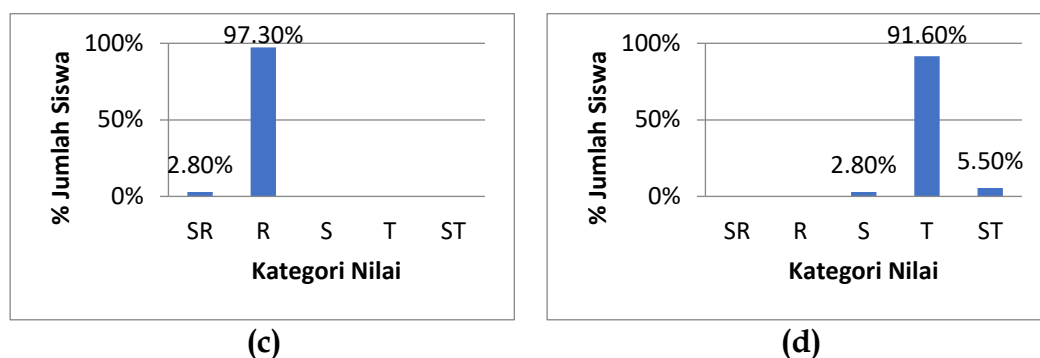 % Jumlah Siswa
100%
50%
0%
97.30%
2.80%
SR R S T ST
Kategori Nilai
(c)
% Jumlah Siswa
100%
50%
0%
91.60%
2.80%
5.50%
SR R S T ST
Kategori Nilai
(d)